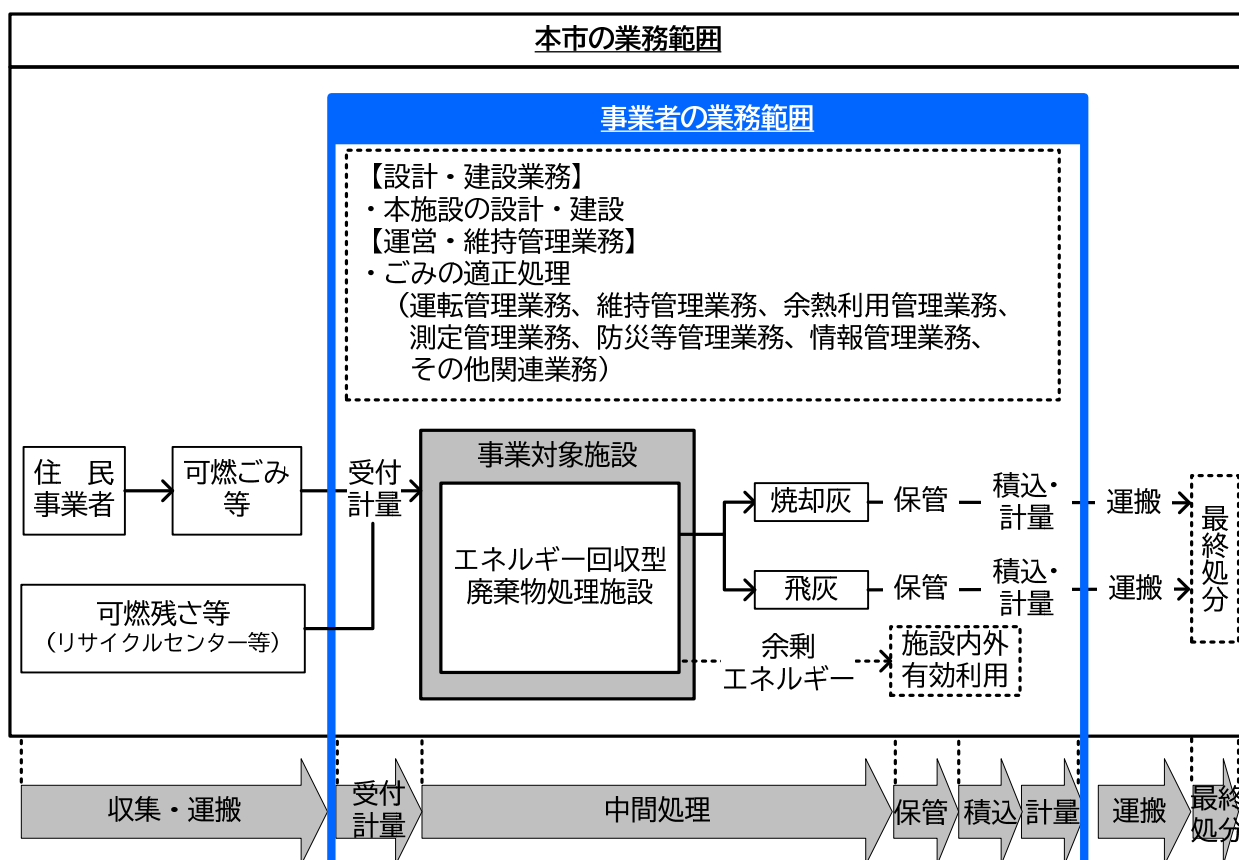 本市の業務範囲
事業者の業務範囲
【設計・建設業務】
・本施設の設計・建設
【運営・維持管理業務】
・ごみの適正処理
（運転管理業務、維持管理業務、余熱利用管理業務、
測定管理業務、防災等管理業務、情報管理業務、
その他関連業務）
住　民
事業者
可燃ごみ
等
受付
計量
事業対象施設
エネルギー回収型
廃棄物処理施設
焼却灰
保管
積込・
計量
運搬
飛灰
保管
積込・
計量
運搬
最終処分
可燃残さ等
（リサイクルセンター等）
余剰
エネルギー
施設内外
有効利用
収集・運搬
受付
計量
中間処理
保管
積込
計量
運搬
最終
処分